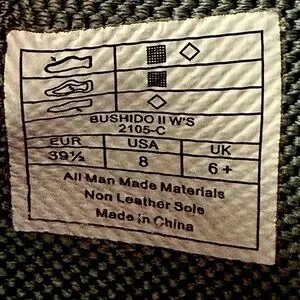 BUSHIDO II W'S
2105-C
EUR USA UK
39½ 8 6+
All Man Made Materials
Non Leather Sole
Made in China